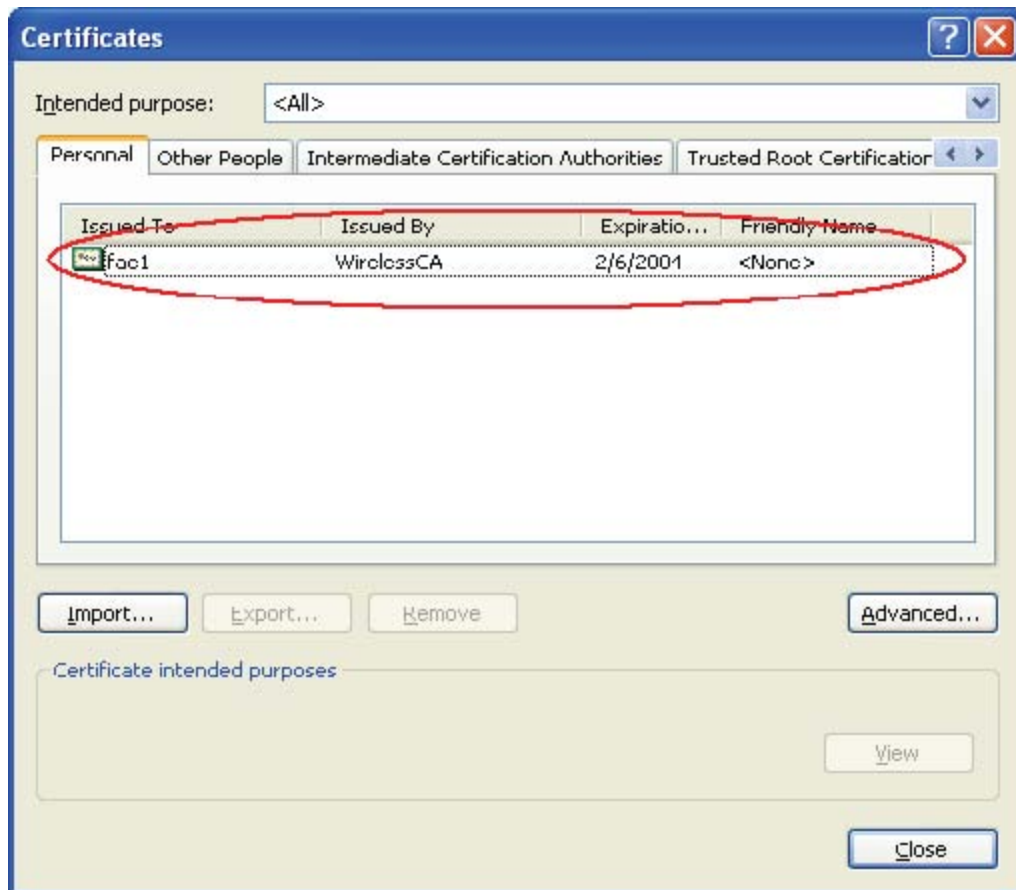 Certificates
Intended purpose: <All>
Personal Other People Intermediate Certification Authorities Trusted Root Certification
Issued To Issued By Expiratio... Friendly Name
fae1 WirelessCA 2/6/2004 <None>
Import... Export... Remove Advanced...
Certificate intended purposes
View
Close